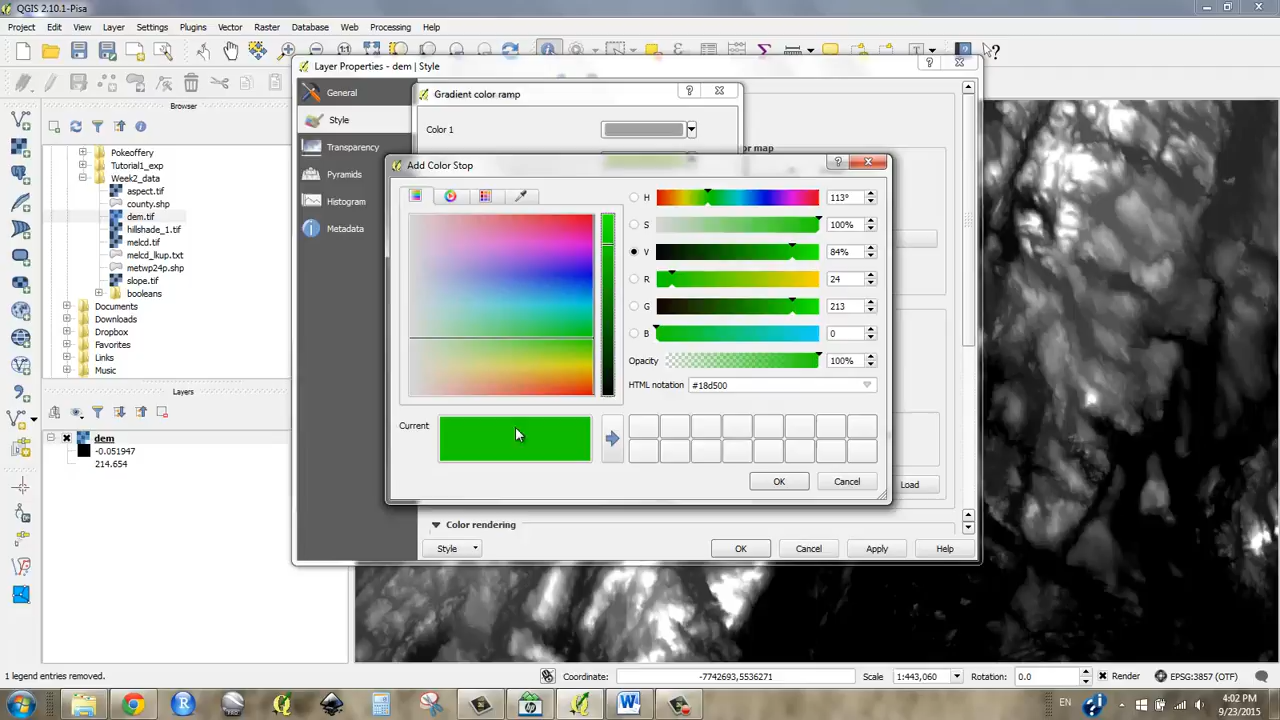 QGIS 2.10.1-Pisa
Project Edit View Layer Settings Plugins Vector Raster Database Web Processing Help
Layer Properties - dem | Style
Browser
Pokeoffery
Tutorial1_exp
Week2_data
aspect.tif
county.shp
dem.tif
hillshade_1.tif
melcd.tif
melcd_lkup.txt
metwp24p.shp
slope.tif
booleans
Documents
Downloads
Dropbox
Favorites
Links
Music
Layers
dem
-0.051947
214.654
General
Style
Transparency
Pyramids
Histogram
Metadata
Gradient color ramp
Color 1
or map
Add Color Stop
H 113°
S 100%
V 84%
R 24
G 213
B 0
Opacity 100%
HTML notation #18d500
Current
OK Cancel
Load
Color rendering
Style OK Cancel Apply Help
1 legend entries removed.
Coordinate: -7742693,5536271 Scale 1:443,060 Rotation: 0.0 Render EPSG:3857 (OTF)
EN
4:02 PM
9/23/2015